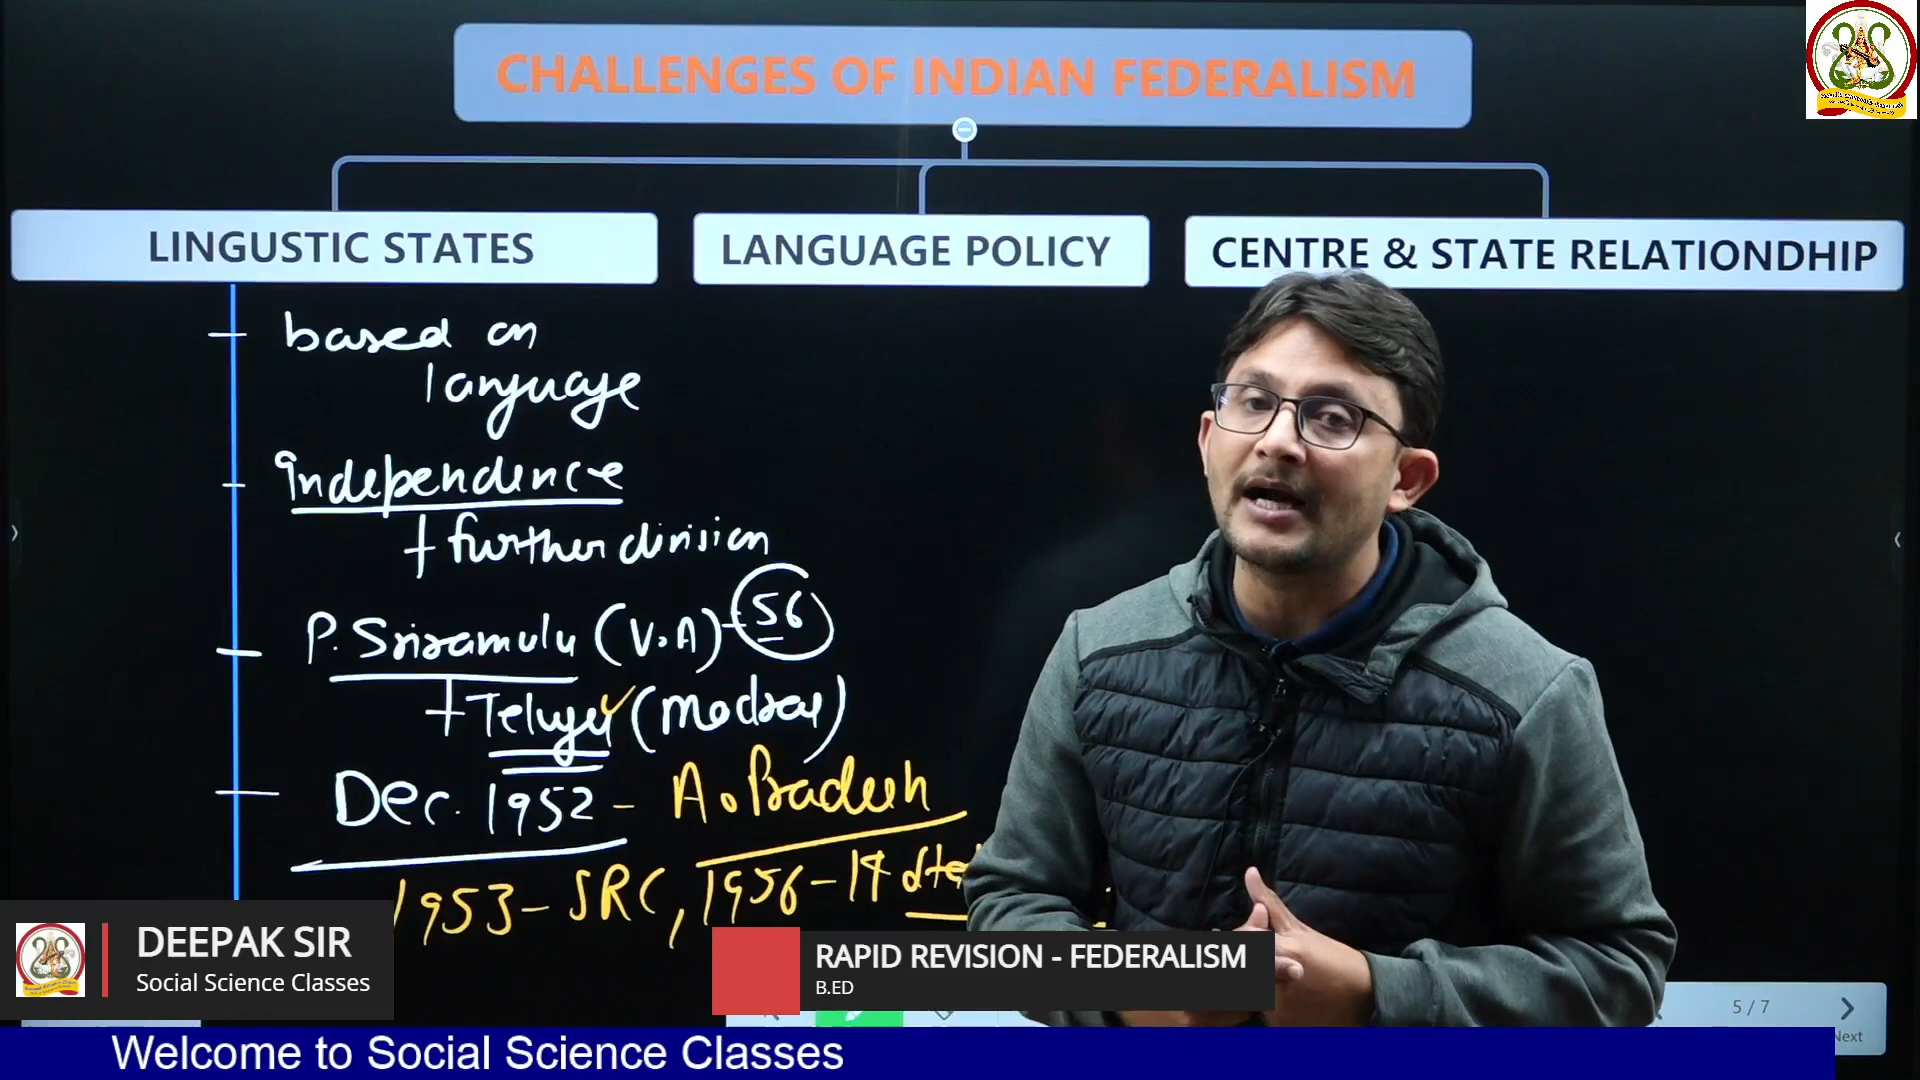 CHALLENGES OF INDIAN FEDERALISM
LINGUSTIC STATES
LANGUAGE POLICY
CENTRE & STATE RELATIONDHIP
based on
language
independence
further division
P. Sriramulu (V.A) - 56
Telugu (Madras)
Dec. 1952 - A. Pradesh
1953 - SRC, 1956 - 14 state
DEEPAK SIR
Social Science Classes
RAPID REVISION - FEDERALISM
B.ED
5 / 7
Next
Welcome to Social Science Classes